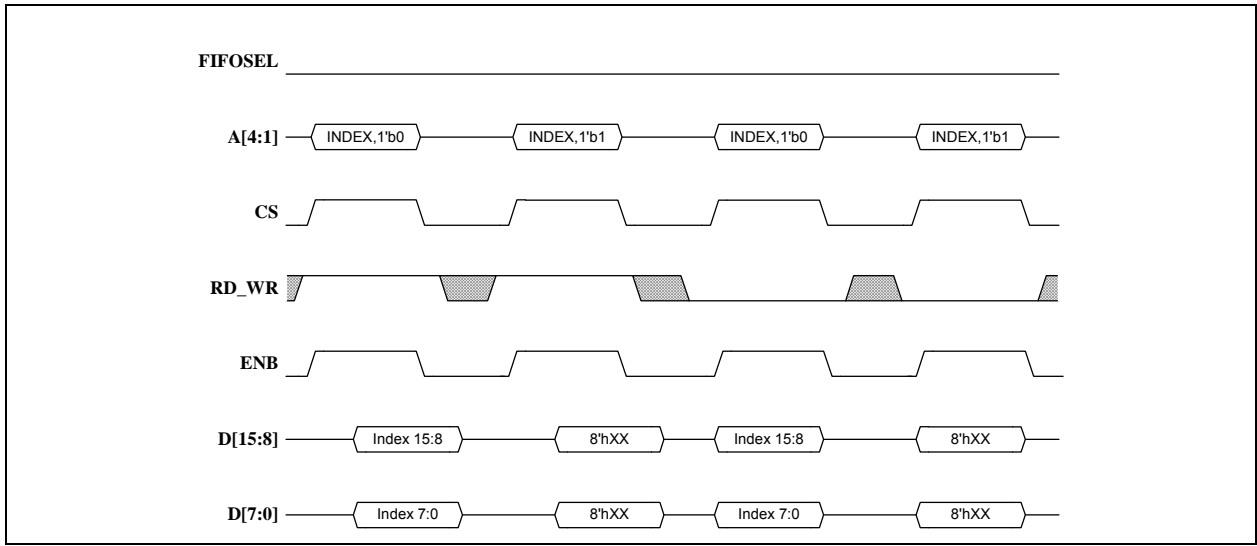 FIFOSEL
A[4:1] INDEX,1'b0 INDEX,1'b1 INDEX,1'b0 INDEX,1'b1
CS
RD_WR
ENB
D[15:8] Index 15:8 8'hXX Index 15:8 8'hXX
D[7:0] Index 7:0 8'hXX Index 7:0 8'hXX